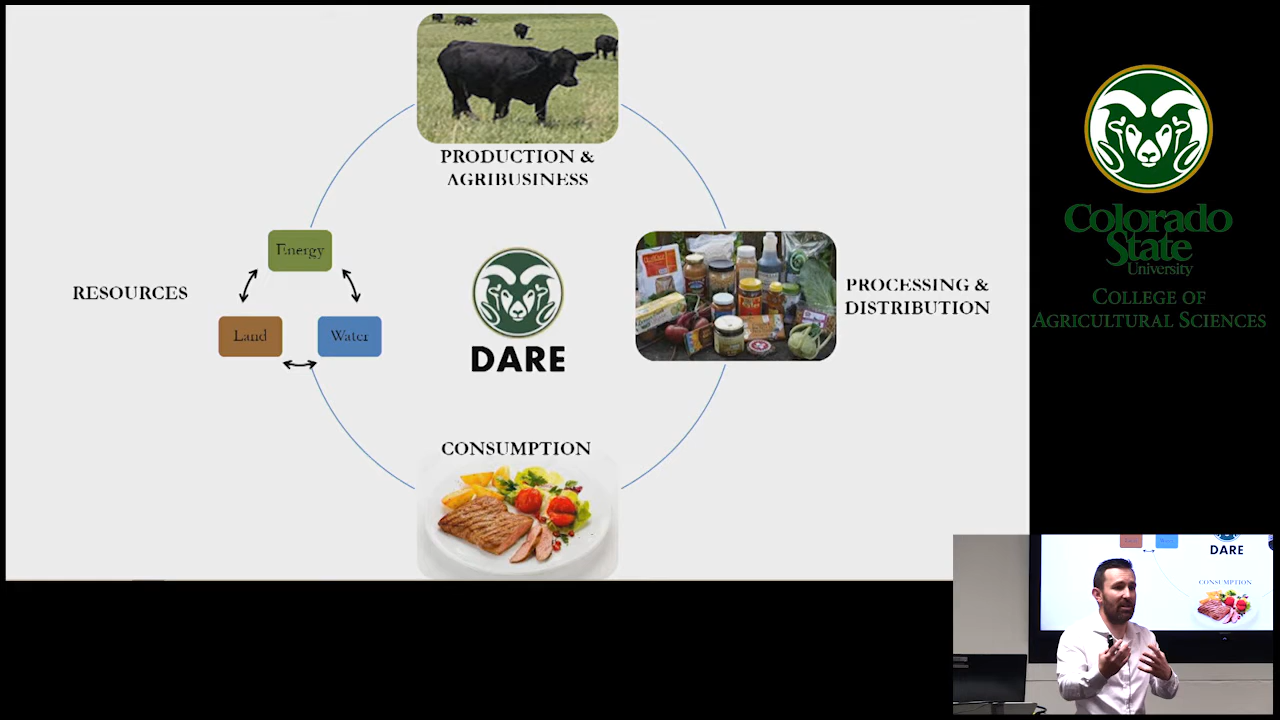 PRODUCTION &
AGRIBUSINESS
Energy
RESOURCES
Land
Water
DARE
PROCESSING &
DISTRIBUTION
CONSUMPTION
Colorado
State
University
COLLEGE OF
AGRICULTURAL SCIENCES
DARE
CONSUMPTION